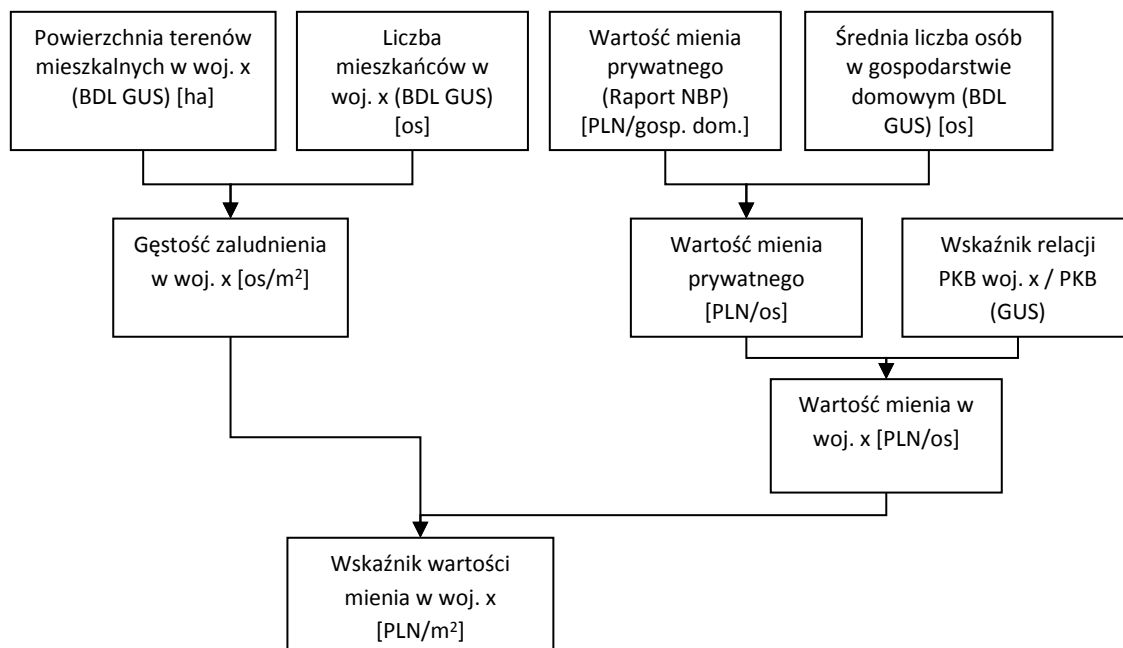 Powierzchnia terenów
mieszkalnych w woj. x
(BDL GUS) [ha]
Liczba
mieszkańców w
woj. x (BDL GUS)
[os]
Wartość mienia
prywatnego
(Raport NBP)
[PLN/gosp. dom.]
Średnia liczba osób
w gospodarstwie
domowym (BDL
GUS) [os]
Gęstość zaludnienia
w woj. x [os/m²]
Wartość mienia
prywatnego
[PLN/os]
Wskaźnik relacji
PKB woj. x / PKB
(GUS)
Wartość mienia w
woj. x [PLN/os]
Wskaźnik wartości
mienia w woj. x
[PLN/m²]